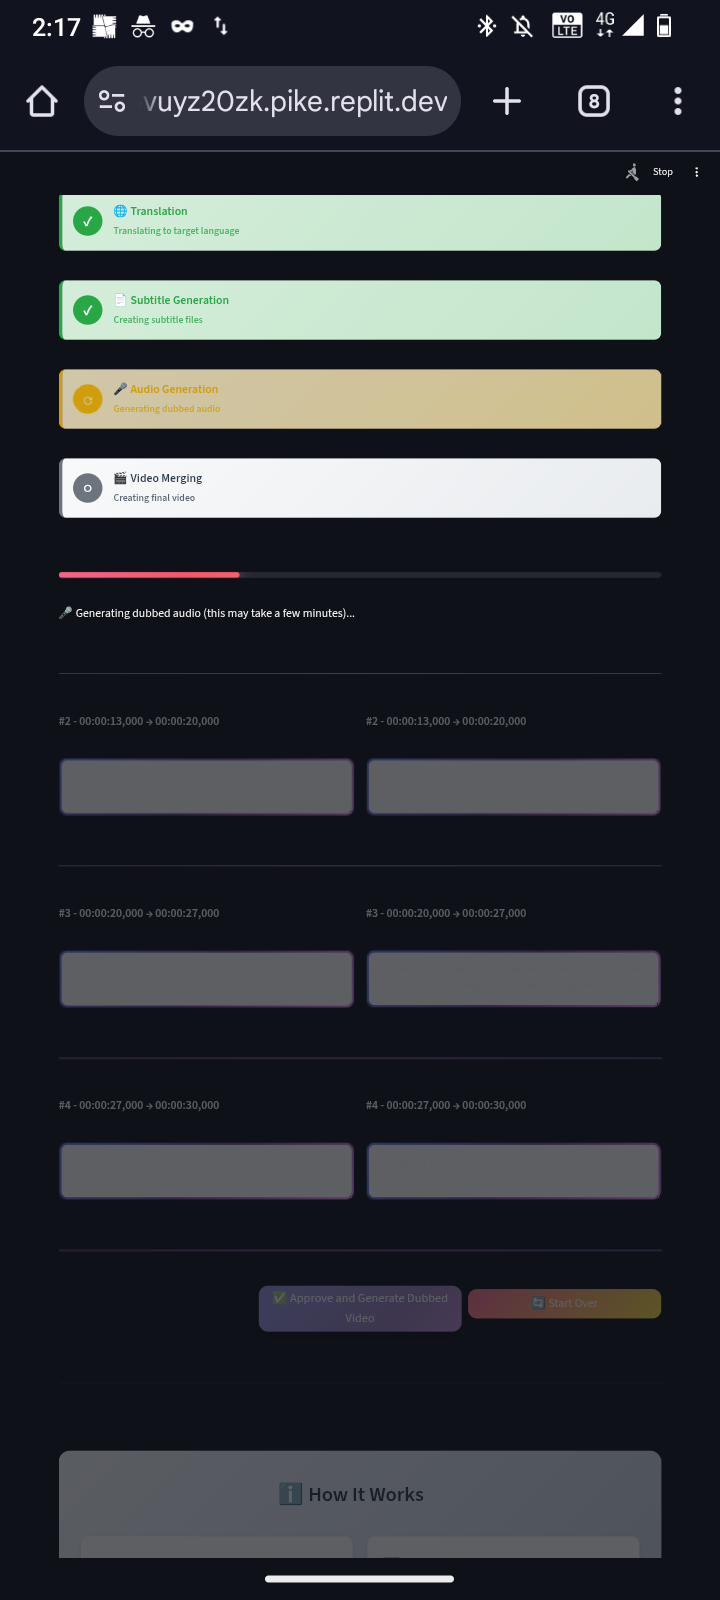 2:17
VO
LTE
4G
vuyz20zk.pike.replit.dev
8
Stop
🌐 Translation
Translating to target language
📄 Subtitle Generation
Creating subtitle files
🎤 Audio Generation
Generating dubbed audio
🎬 Video Merging
Creating final video
🎤 Generating dubbed audio (this may take a few minutes)...
#2 - 00:00:13,000 → 00:00:20,000
#2 - 00:00:13,000 → 00:00:20,000
#3 - 00:00:20,000 → 00:00:27,000
#3 - 00:00:20,000 → 00:00:27,000
#4 - 00:00:27,000 → 00:00:30,000
#4 - 00:00:27,000 → 00:00:30,000
✅ Approve and Generate Dubbed
Video
🔄 Start Over
ℹ️ How It Works